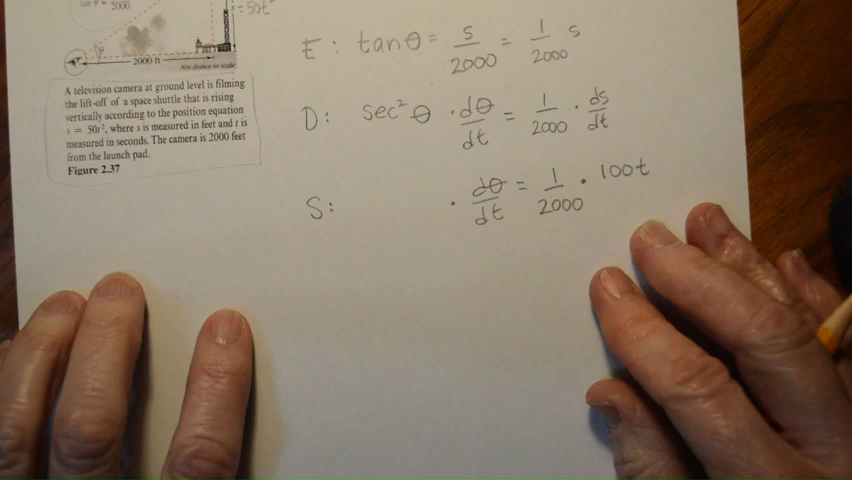 tan θ = 
2000
s = 50t²
θ
2000 ft
Not drawn to scale
A television camera at ground level is filming
the lift-off of a space shuttle that is rising
vertically according to the position equation
s = 50t², where s is measured in feet and t is
measured in seconds. The camera is 2000 feet
from the launch pad.
Figure 2.37
E: tanθ = s/2000 = 1/2000 s
D: sec²θ · dθ/dt = 1/2000 · ds/dt
S: · dθ/dt = 1/2000 · 100t